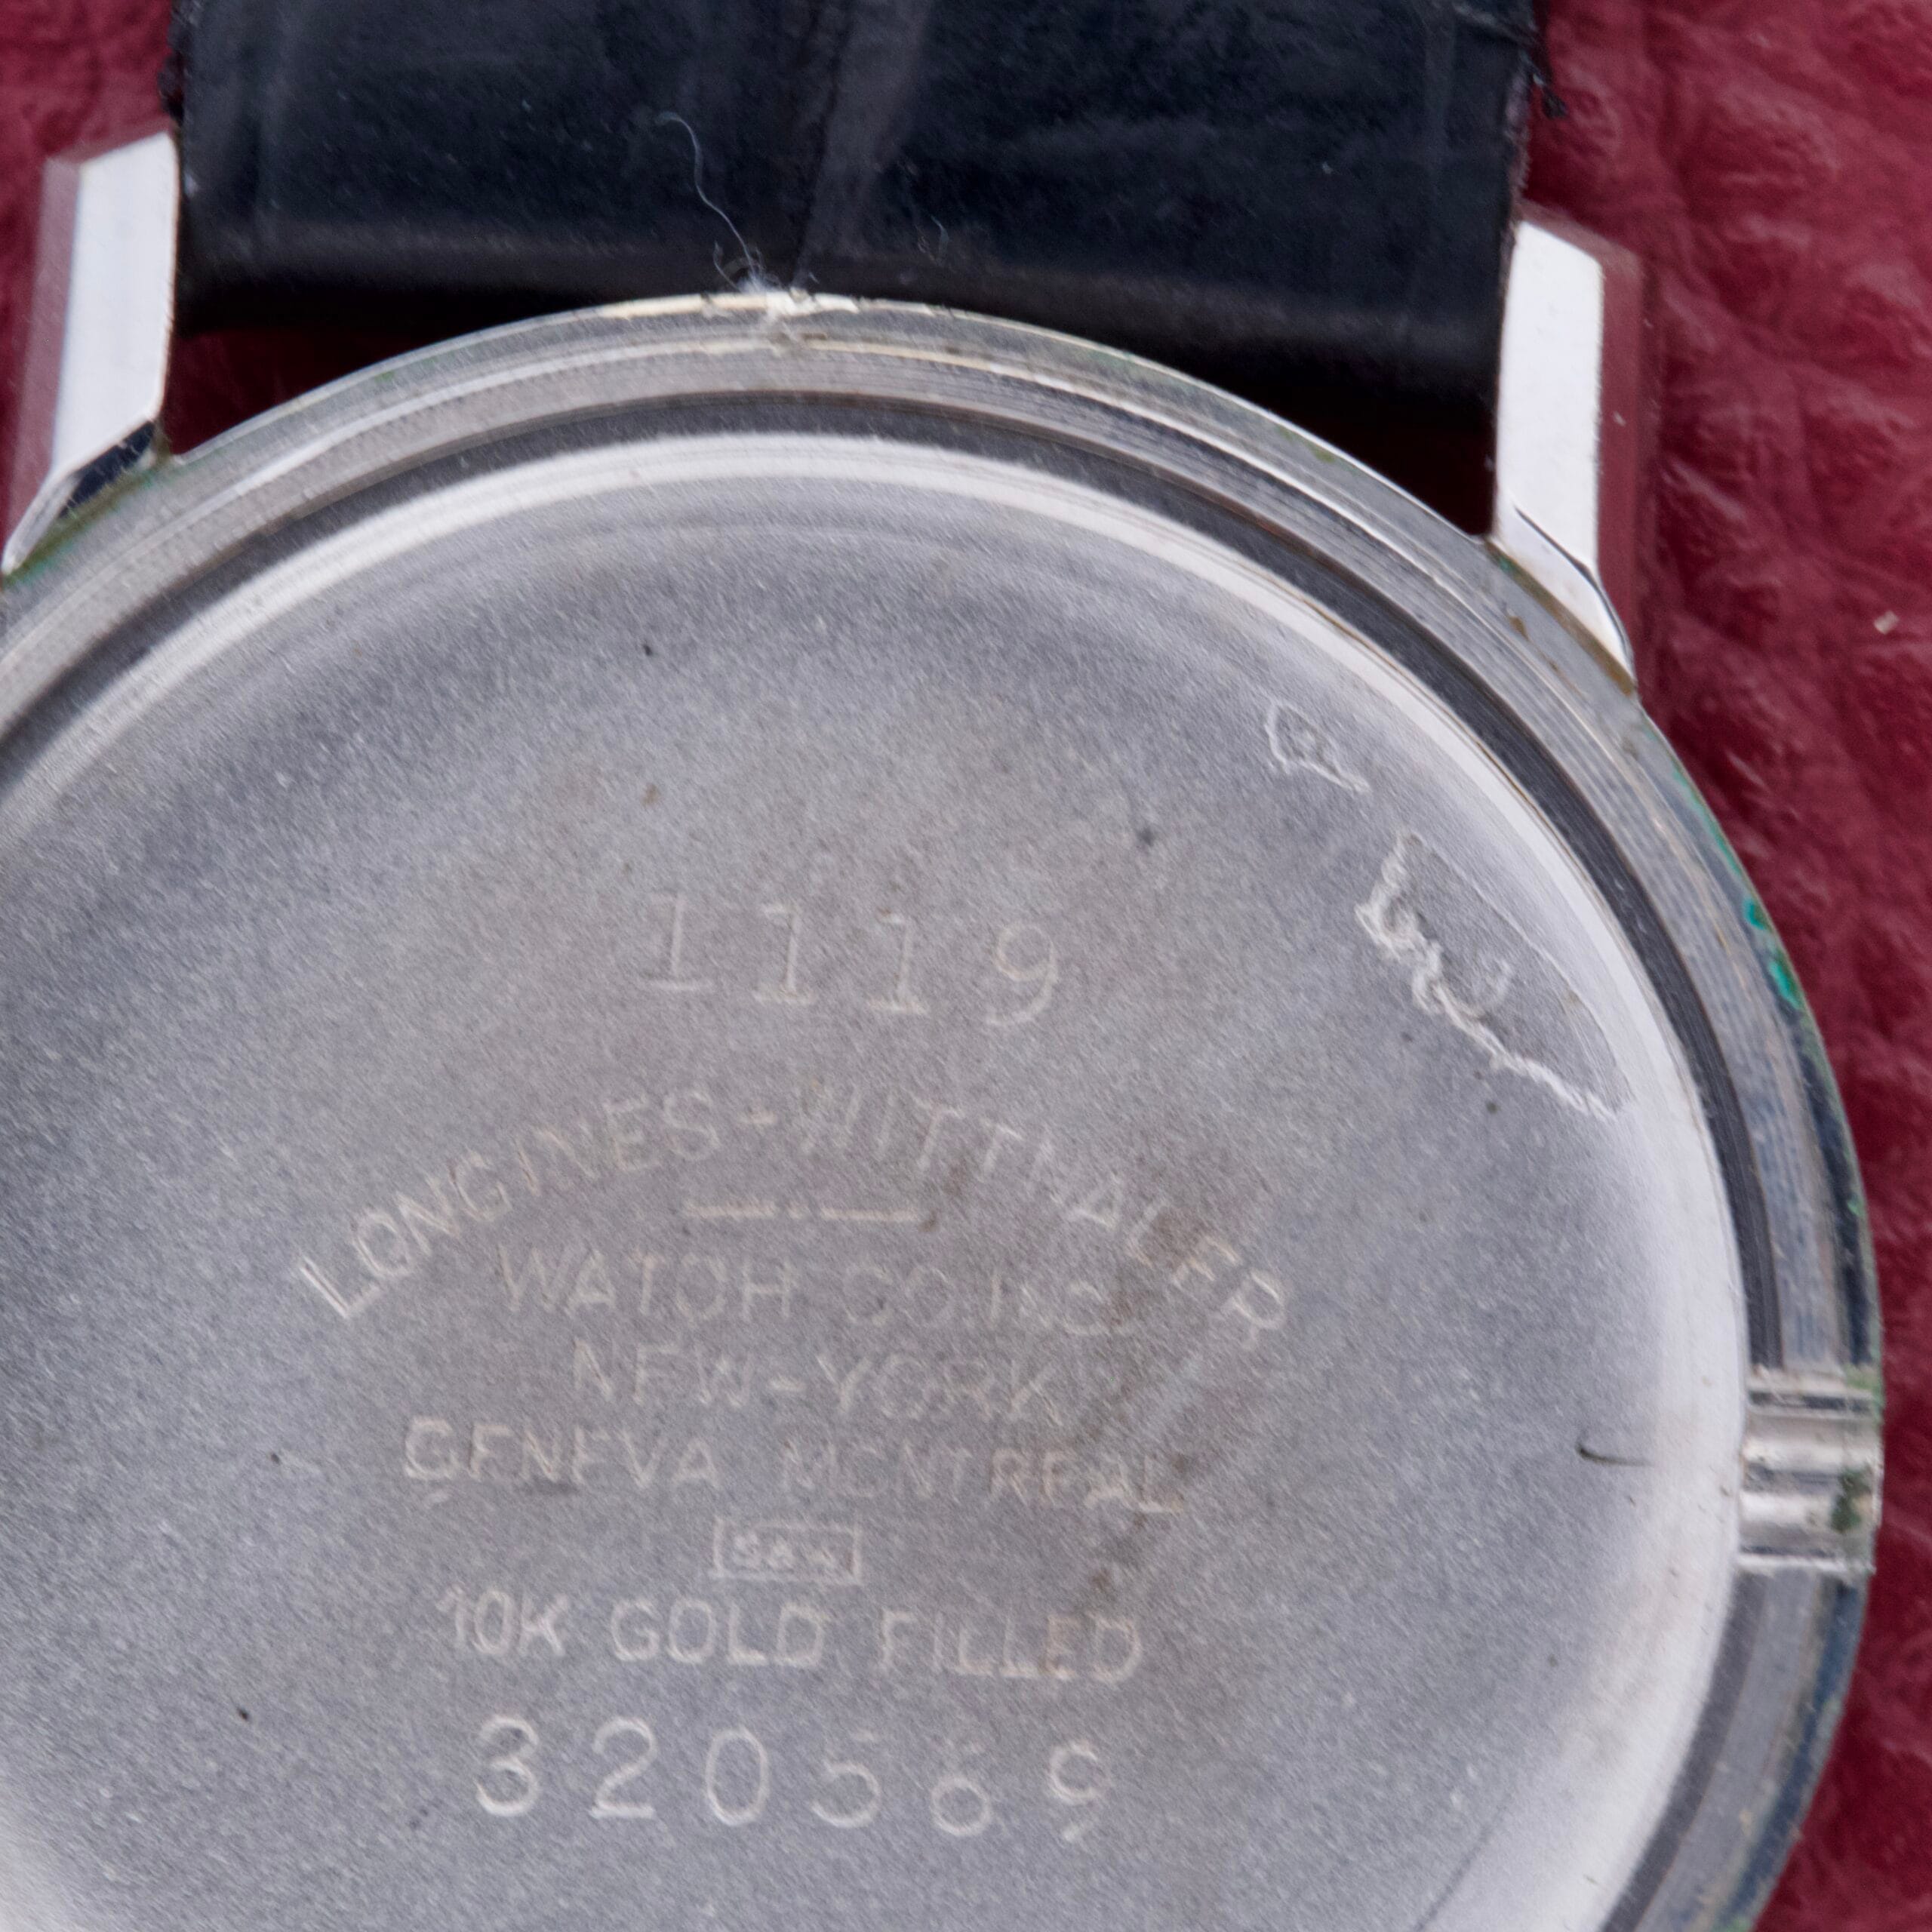 1119
LONGINES-WITTNAUER
WATCH CO. INC
NEW-YORK
GENEVA MONTREAL
10K GOLD FILLED
320569